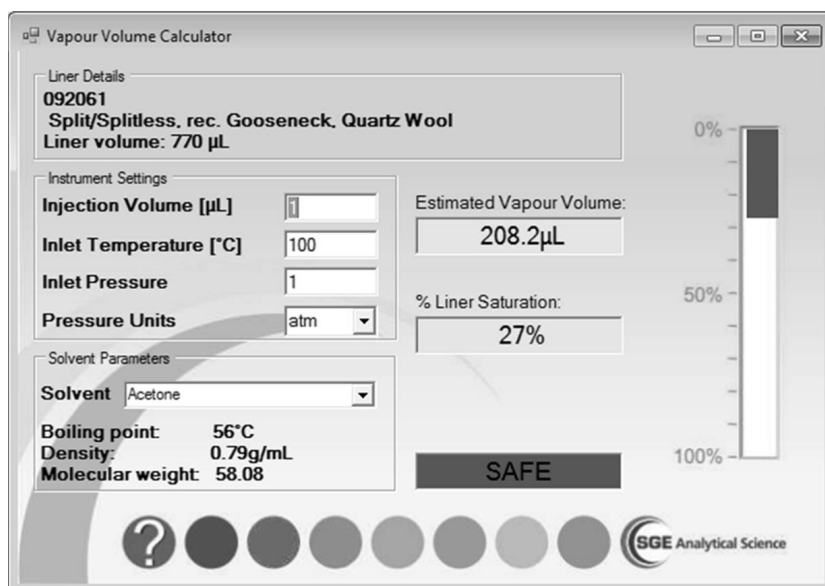 Vapour Volume Calculator
Liner Details
092061
Split/Splitless, rec. Gooseneck, Quartz Wool
Liner volume: 770 µL
Instrument Settings
Injection Volume [µL] 1
Inlet Temperature [°C] 100
Inlet Pressure 1
Pressure Units atm
Estimated Vapour Volume:
208.2µL
% Liner Saturation:
27%
0%
50%
100%
Solvent Parameters
Solvent Acetone
Boiling point: 56°C
Density: 0.79g/mL
Molecular weight: 58.08
SAFE
?
SGE Analytical Science